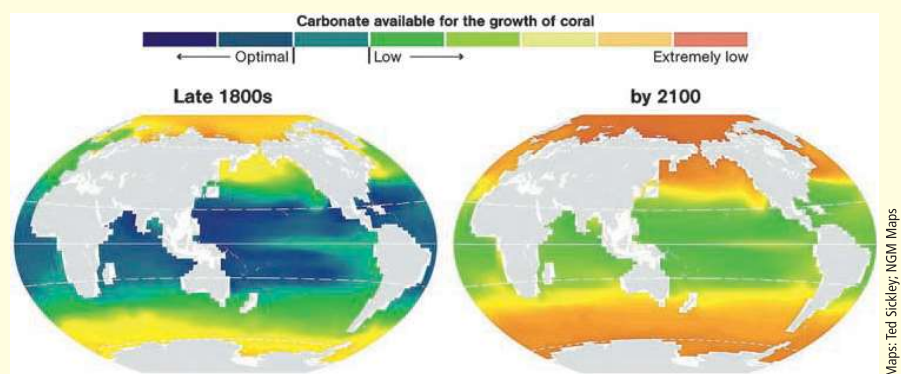 Carbonate available for the growth of coral
Optimal
Low
Extremely low
Late 1800s
by 2100
Maps: Ted Sickley; NGM Maps